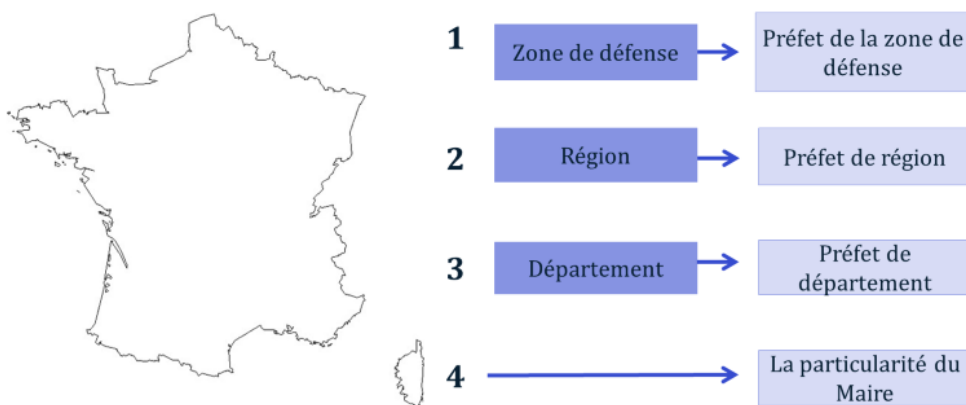 1
Zone de défense
Préfet de la zone de
défense
2
Région
Préfet de région
3
Département
Préfet de
département
4
La particularité du
Maire